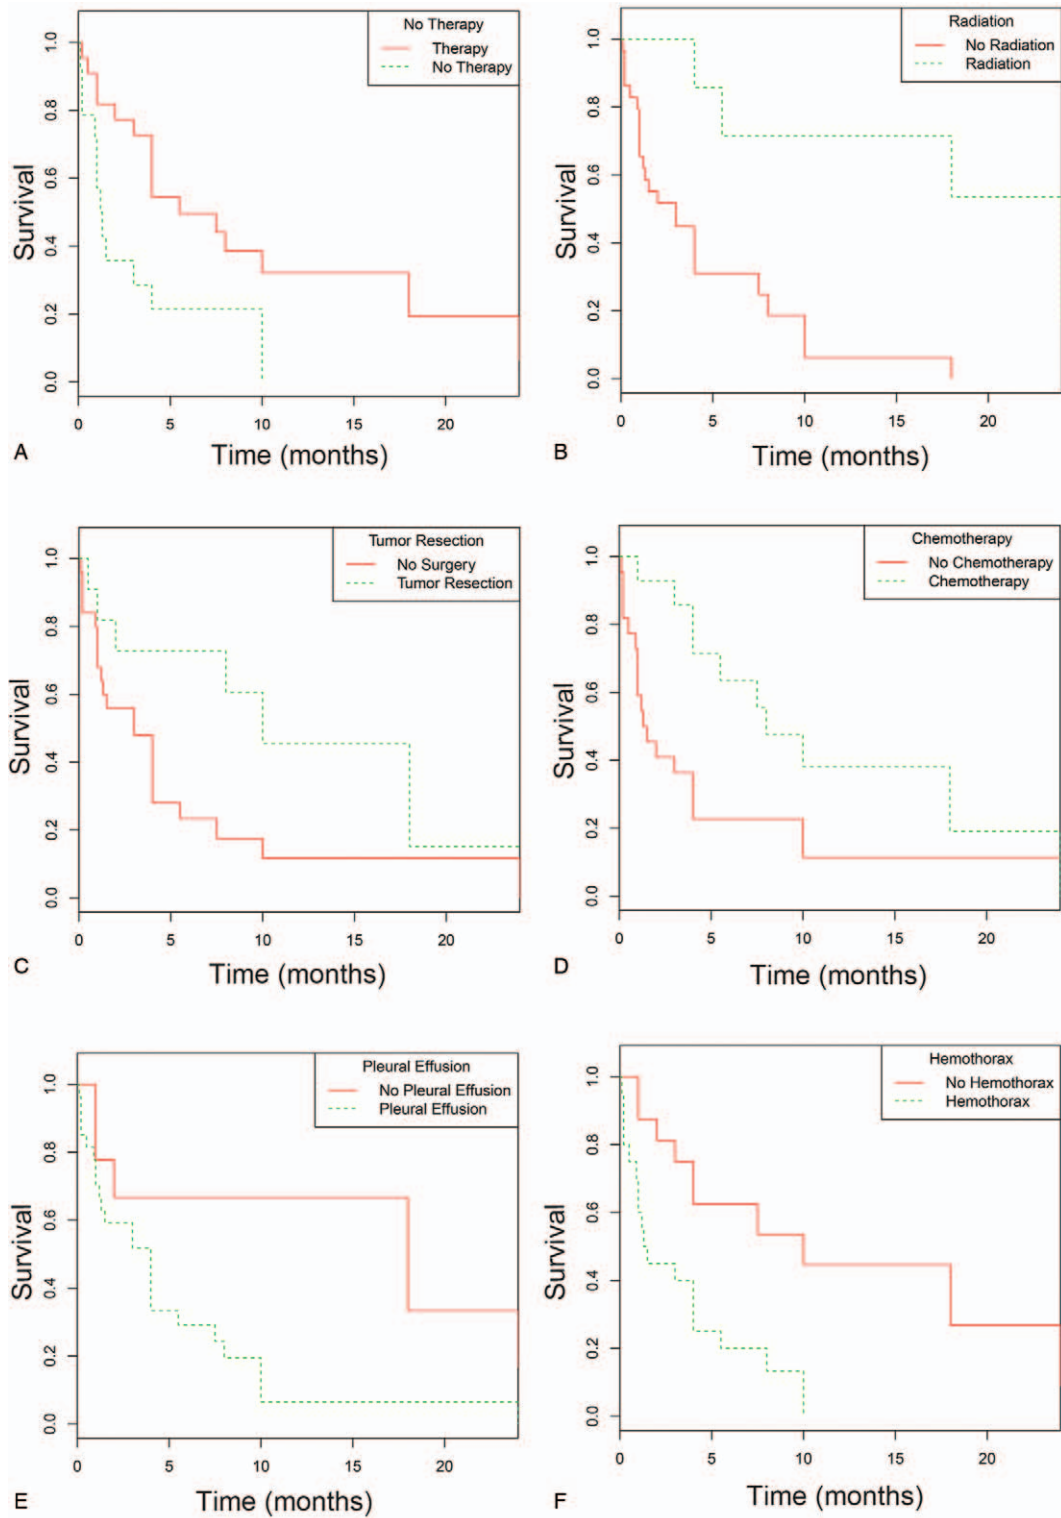 No Therapy
Therapy
No Therapy
1.0
0.8
0.6
0.4
0.2
0.0
Survival
0 5 10 15 20
Time (months)
A
Radiation
No Radiation
Radiation
1.0
0.8
0.6
0.4
0.2
0.0
Survival
0 5 10 15 20
Time (months)
B
Tumor Resection
No Surgery
Tumor Resection
1.0
0.8
0.6
0.4
0.2
0.0
Survival
0 5 10 15 20
Time (months)
C
Chemotherapy
No Chemotherapy
Chemotherapy
1.0
0.8
0.6
0.4
0.2
0.0
Survival
0 5 10 15 20
Time (months)
D
Pleural Effusion
No Pleural Effusion
Pleural Effusion
1.0
0.8
0.6
0.4
0.2
0.0
Survival
0 5 10 15 20
Time (months)
E
Hemothorax
No Hemothorax
Hemothorax
1.0
0.8
0.6
0.4
0.2
0.0
Survival
0 5 10 15 20
Time (months)
F